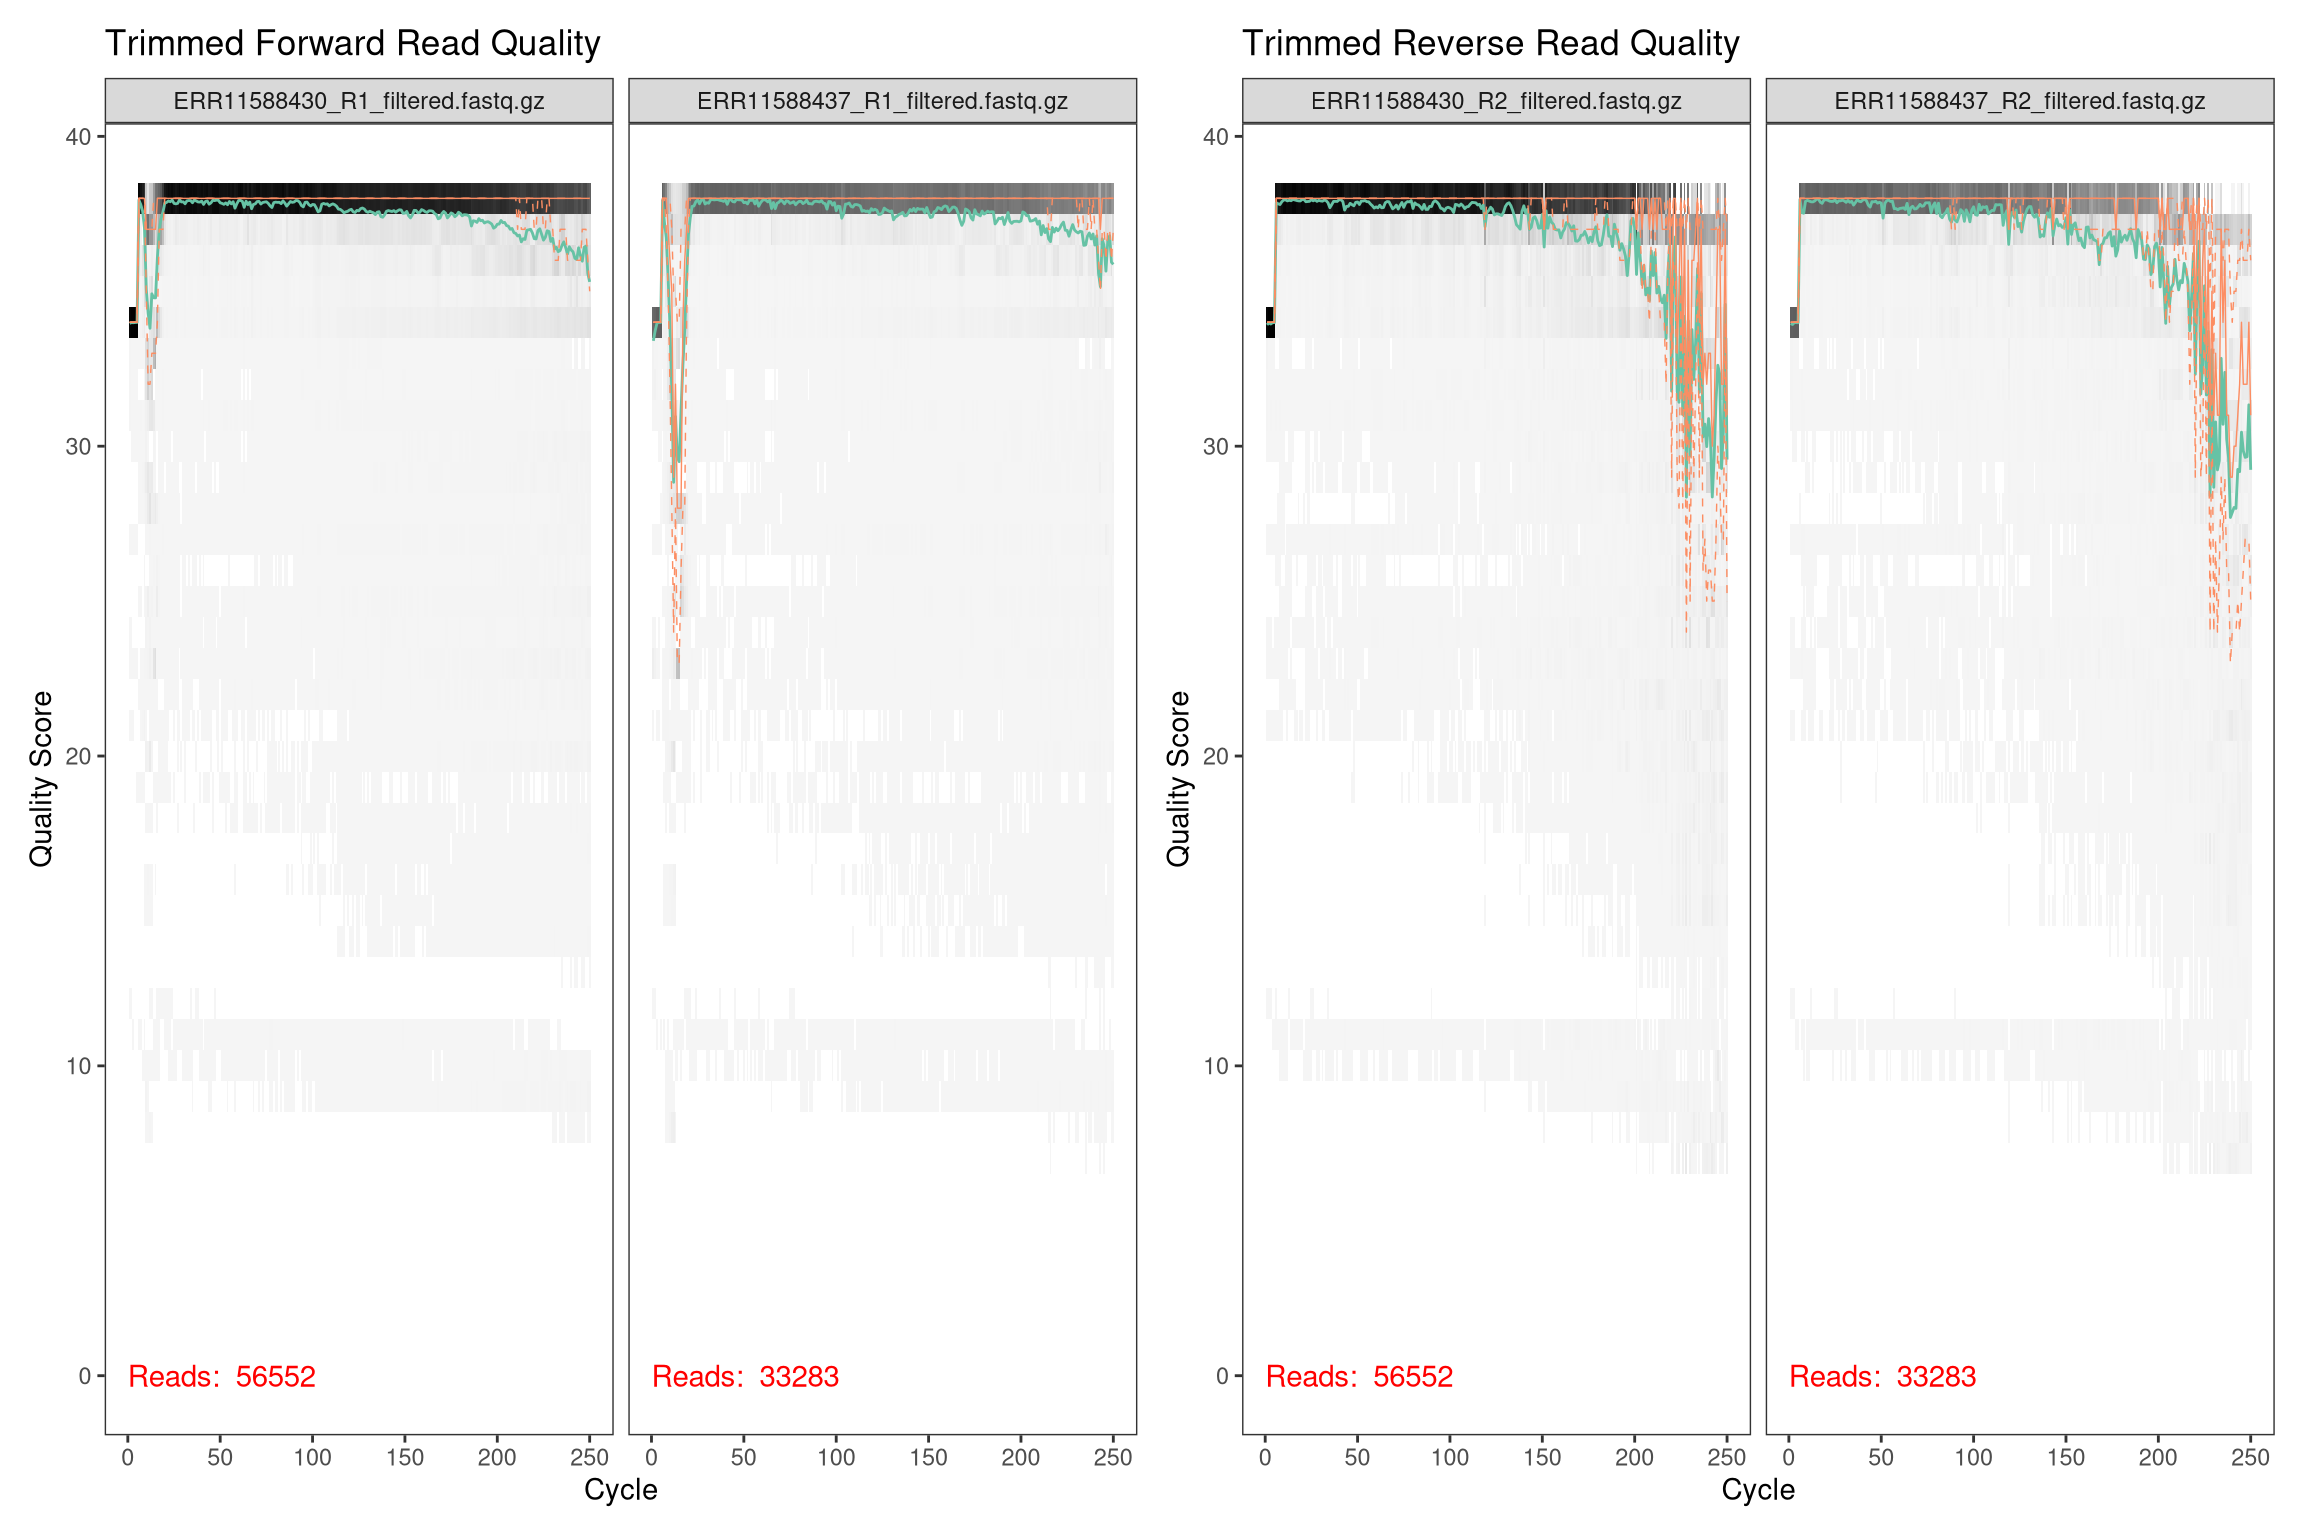 Trimmed Forward Read Quality
ERR11588430_R1_filtered.fastq.gz
ERR11588437_R1_filtered.fastq.gz
Quality Score
40
30
20
10
0
Reads: 56552
Reads: 33283
0 50 100 150 200 250
0 50 100 150 200 250
Cycle
Trimmed Reverse Read Quality
ERR11588430_R2_filtered.fastq.gz
ERR11588437_R2_filtered.fastq.gz
Quality Score
40
30
20
10
0
Reads: 56552
Reads: 33283
0 50 100 150 200 250
0 50 100 150 200 250
Cycle